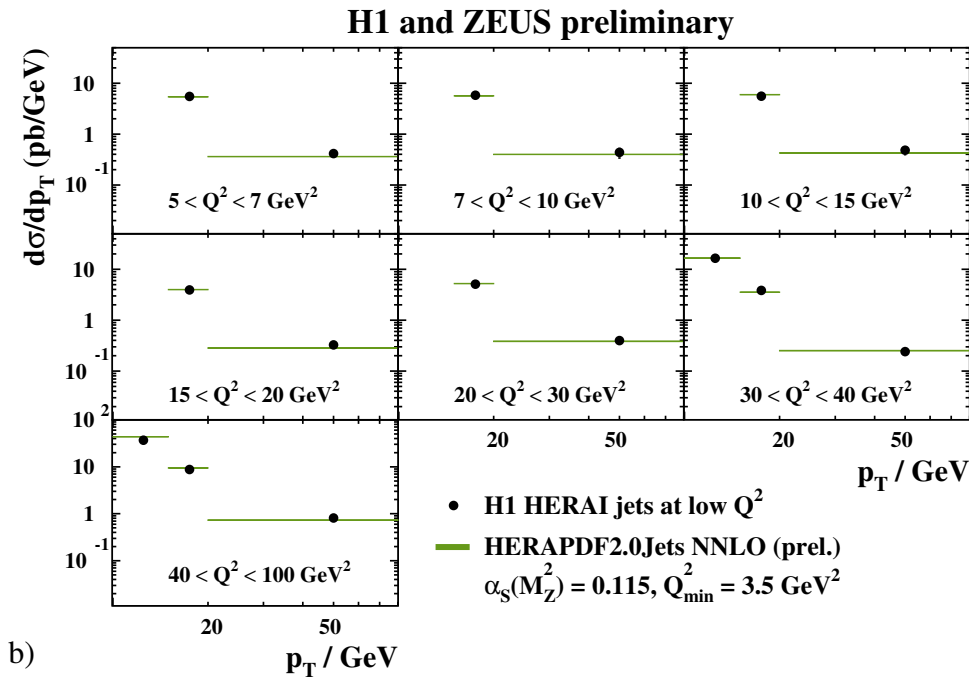 H1 and ZEUS preliminary
dσ/dp_T (pb/GeV)
10
1
10^-1
5 < Q^2 < 7 GeV^2
7 < Q^2 < 10 GeV^2
10 < Q^2 < 15 GeV^2
10
1
10^-1
15 < Q^2 < 20 GeV^2
20 < Q^2 < 30 GeV^2
30 < Q^2 < 40 GeV^2
10^2
10
1
10^-1
40 < Q^2 < 100 GeV^2
20 50
20 50
p_T / GeV
H1 HERAI jets at low Q^2
HERAPDF2.0Jets NNLO (prel.)
α_S(M_Z^2) = 0.115, Q_min^2 = 3.5 GeV^2
20 50
p_T / GeV
b)